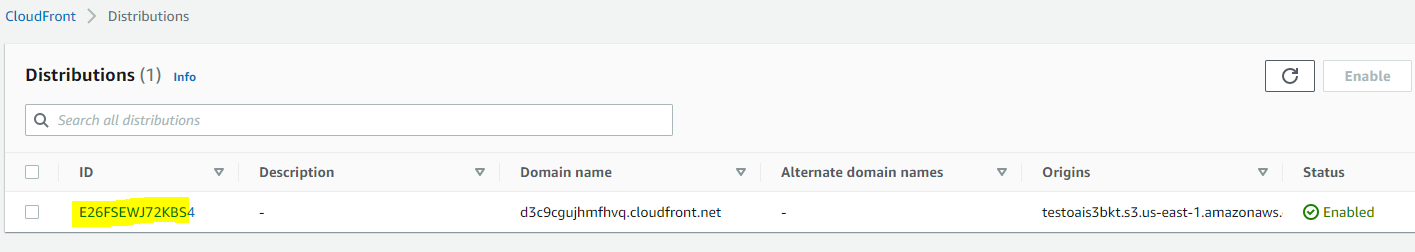 CloudFront > Distributions
Distributions (1) Info
Enable
Search all distributions
ID Description Domain name Alternate domain names Origins Status
E26FSEWJ72KBS4 - d3c9cgujhmfhvq.cloudfront.net - testoais3bkt.s3.us-east-1.amazonaws. Enabled